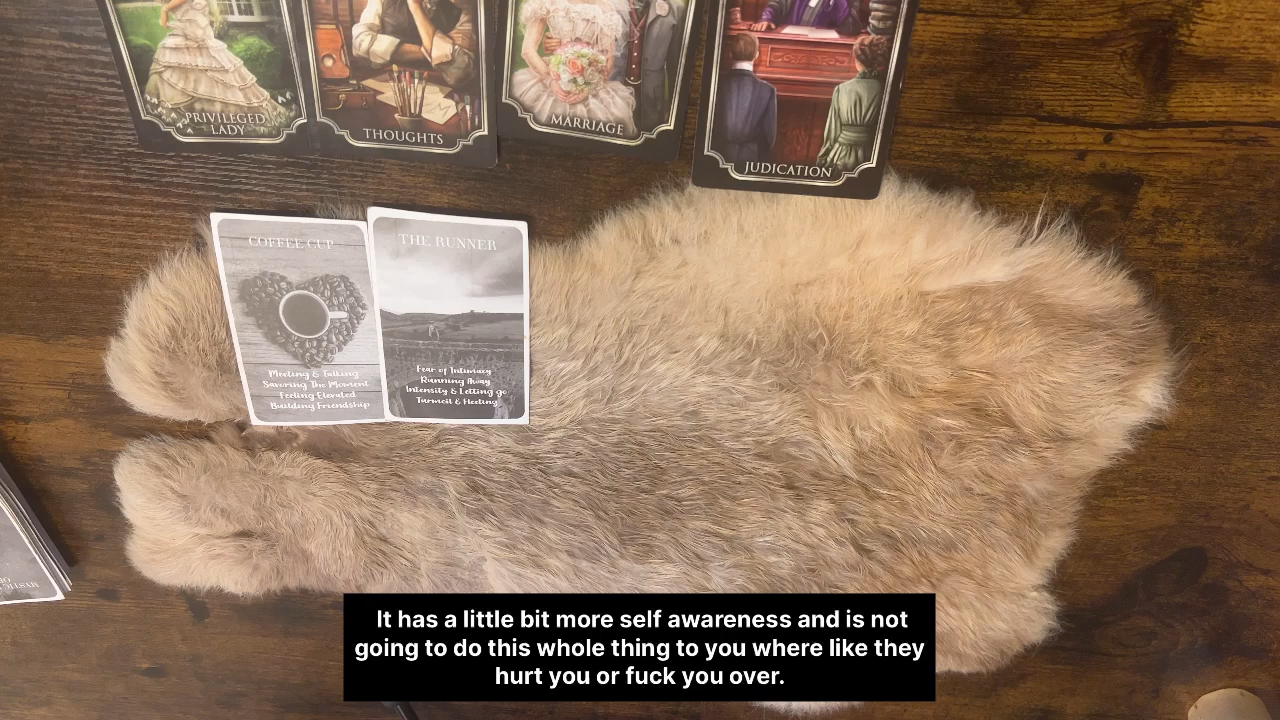 PRIVILEGED
LADY
THOUGHTS
MARRIAGE
JUDICATION
COFFEE CUP
Meeting & Talking
Savoring The Moment
Feeling Elevated
Building Friendship
THE RUNNER
Fear of Intimacy
Running Away
Intensity & Letting go
Turmoil & Fleeting
It has a little bit more self awareness and is not
going to do this whole thing to you where like they
hurt you or fuck you over.